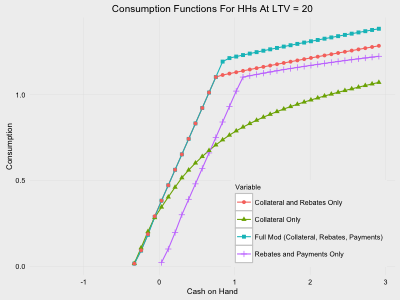 Consumption Functions For HHs At LTV = 20
Consumption
1.0
0.5
0.0
Variable
Collateral and Rebates Only
Collateral Only
Full Mod (Collateral, Rebates, Payments)
Rebates and Payments Only
-1
0
1
2
3
Cash on Hand